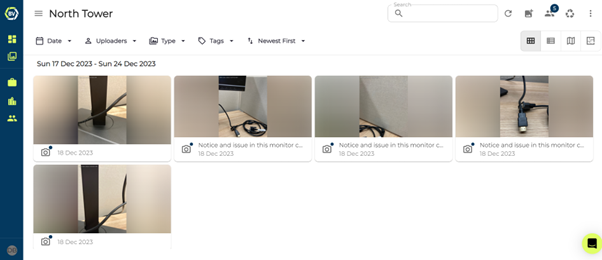 BV
North Tower
Search
5
Date
Uploaders
Type
Tags
Newest First
Sun 17 Dec 2023 - Sun 24 Dec 2023
18 Dec 2023
Notice and issue in this monitor c...
18 Dec 2023
Notice and issue in this monitor c...
18 Dec 2023
Notice and issue in this monitor c...
18 Dec 2023
18 Dec 2023